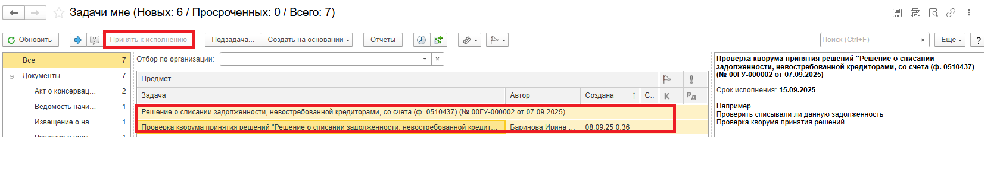 Задачи мне (Новых: 6 / Просроченных: 0 / Всего: 7)
Обновить Принять к исполнению Подзадача... Создать на основании Отчеты Поиск (Ctrl+F) × Еще ?
Все 7
Документы 7
Акт о консервац... 2
Ведомость начи... 1
Извещение о на... 1
Отбор по организации:
Предмет
Задача Автор Создана ↑ С.. К РД
Решение о списании задолженности, невостребованной кредиторами, со счета (ф. 0510437) (№ 00ГУ-000002 от 07.09.2025)
Проверка кворума принятия решений "Решение о списании задолженности, невостребованной кредит... Баринова Ирина ... 08.09.25 0:36
Проверка кворума принятия решений "Решение о списании
задолженности, невостребованной кредиторами, со счета (ф. 0510437)
(№ 00ГУ-000002 от 07.09.2025)
Срок исполнения: 15.09.2025
Например
Проверить списывали ли данную задолженность
Проверка кворума принятия решений